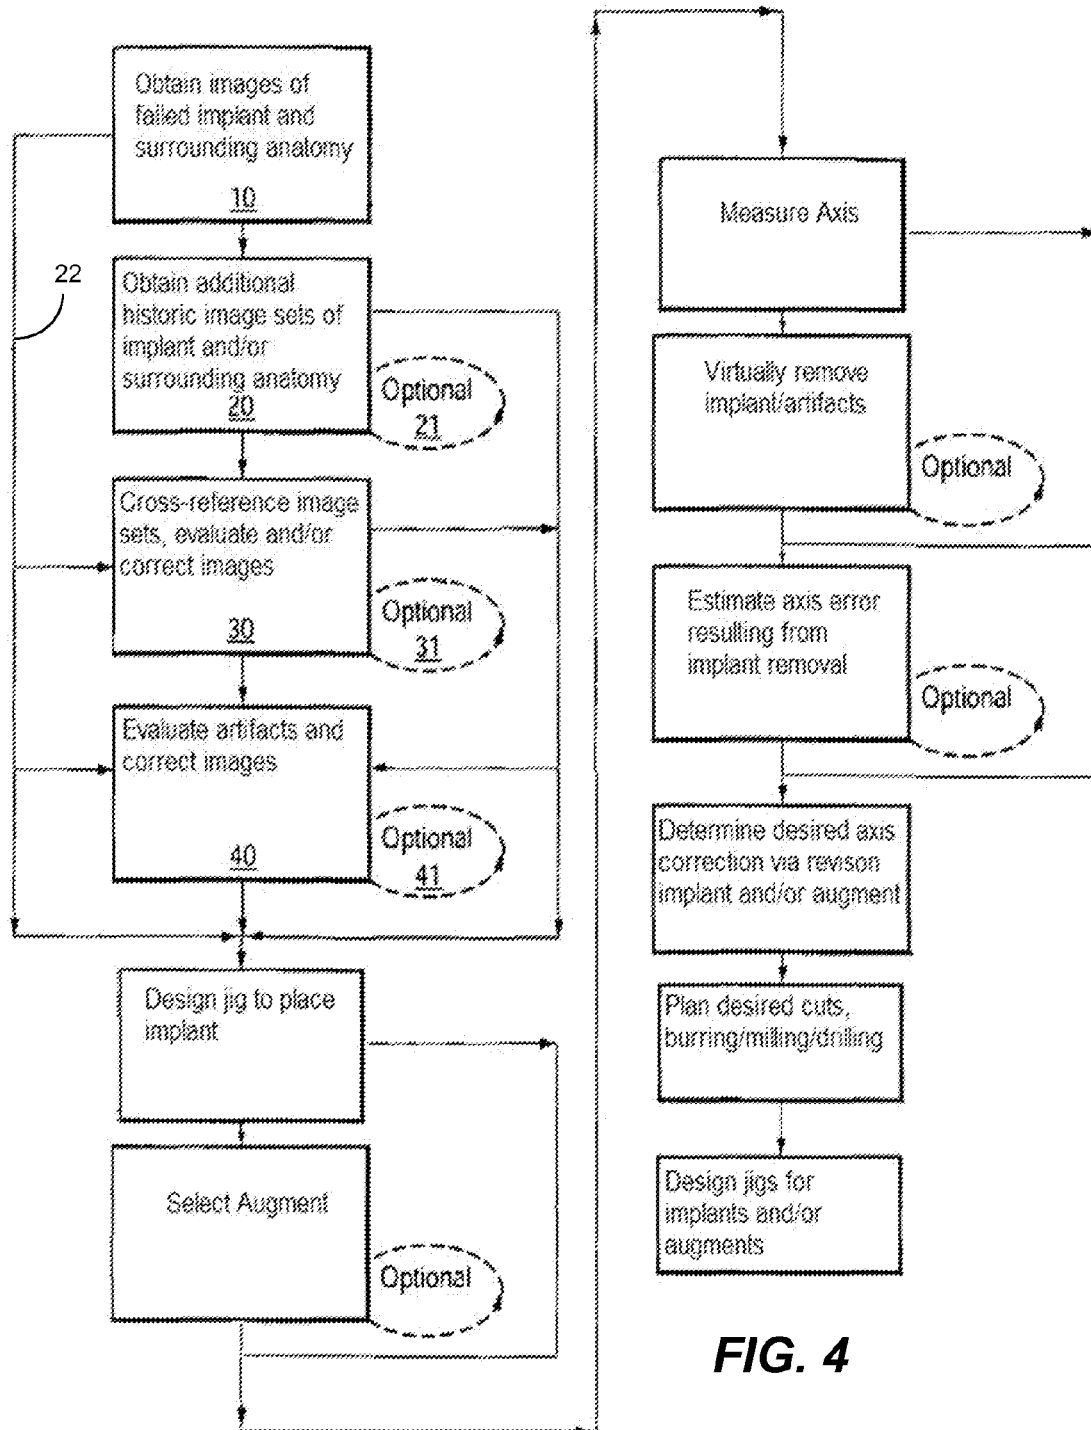 Obtain images of
failed implant and
surrounding anatomy
10
22
Obtain additional
historic image sets of
implant and/or
surrounding anatomy
20
Optional
21
Cross-reference image
sets, evaluate and/or
correct images
30
Optional
31
Evaluate artifacts and
correct images
40
Optional
41
Design jig to place
implant
Select Augment
Optional
Measure Axis
Virtually remove
implant/artifacts
Optional
Estimate axis error
resulting from
implant removal
Optional
Determine desired axis
correction via revison
implant and/or augment
Plan desired cuts,
burring/milling/drilling
Design jigs for
implants and/or
augments
FIG. 4